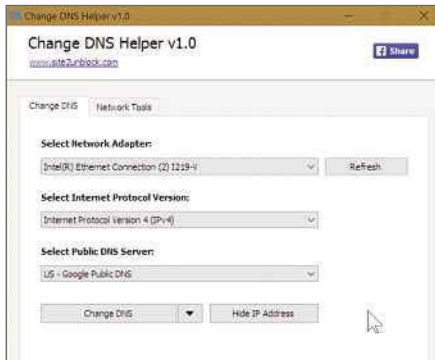 Change DNS Helper v1.0
Change DNS Helper v1.0
www.site2unblock.com
Share
Change DNS
Network Tools
Select Network Adapter:
Intel(R) Ethernet Connection (2) I219-V
Refresh
Select Internet Protocol Version:
Internet Protocol Version 4 (IPv4)
Select Public DNS Server:
US - Google Public DNS
Change DNS
Hide IP Address